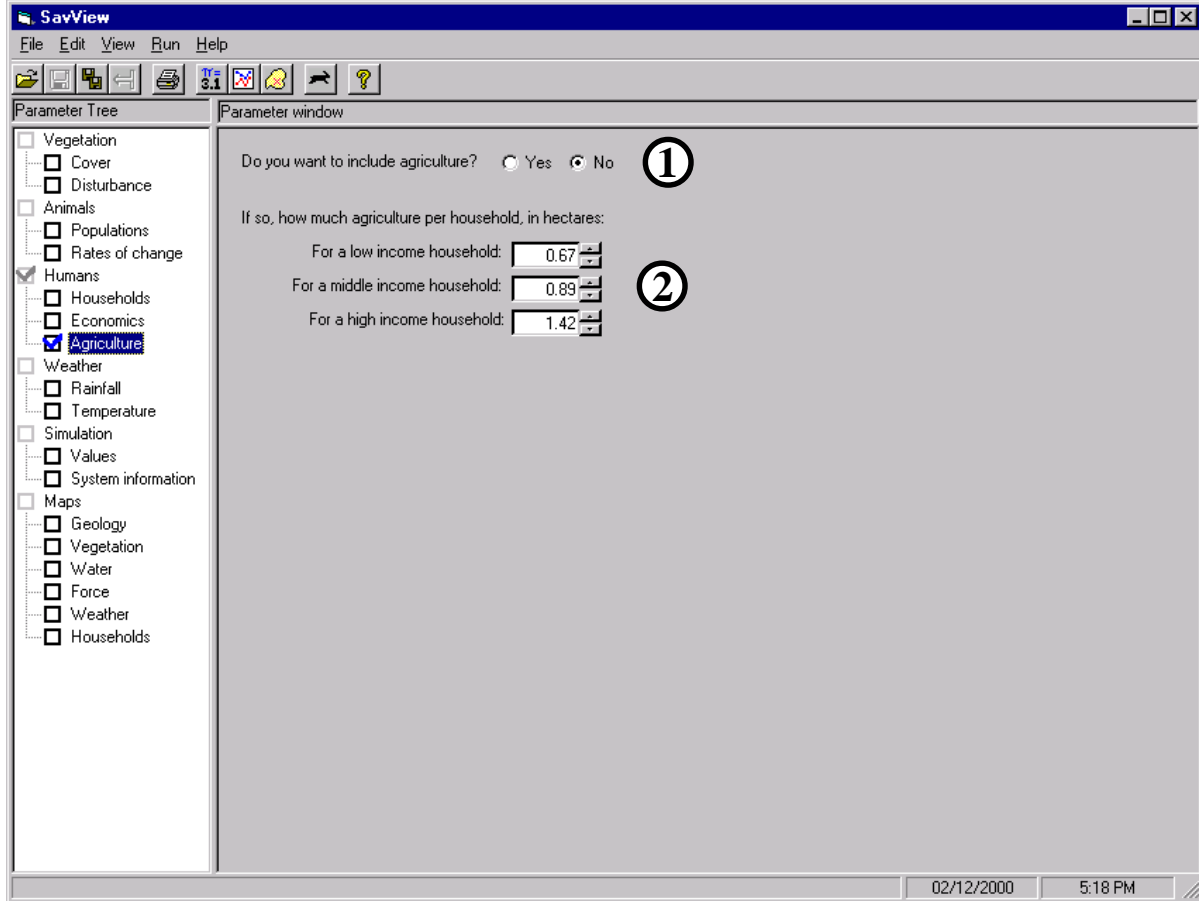 SavView
File Edit View Run Help
π= 3.1
Parameter Tree
Parameter window
Vegetation
Cover
Disturbance
Animals
Populations
Rates of change
Humans
Households
Economics
Agriculture
Weather
Rainfall
Temperature
Simulation
Values
System information
Maps
Geology
Vegetation
Water
Force
Weather
Households
Do you want to include agriculture? Yes No ①
If so, how much agriculture per household, in hectares:
For a low income household: 0.67
For a middle income household: 0.89 ②
For a high income household: 1.42
02/12/2000 5:18 PM